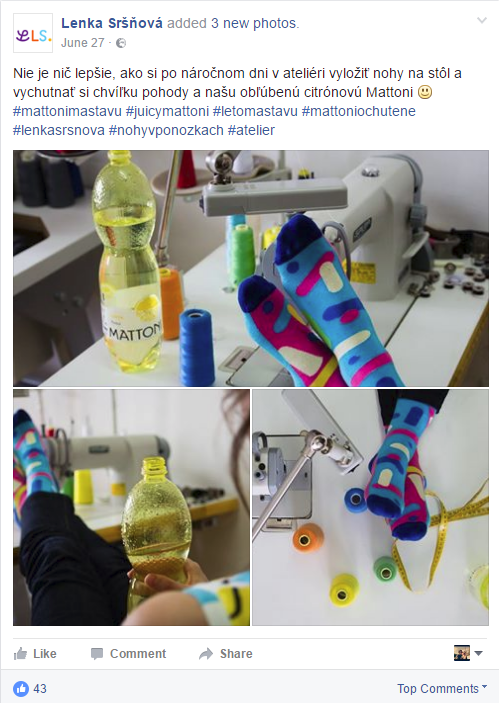 ŁLS.
Lenka Sršňová added 3 new photos.
June 27 ·
Nie je nič lepšie, ako si po náročnom dni v ateliéri vyložiť nohy na stôl a
vychutnať si chvíľku pohody a našu obľúbenú citrónovú Mattoni 🙂
#mattonimastavu #juicymattoni #letomastavu #mattoniochutene
#lenkasrsnova #nohyvponozkach #atelier
MATTONI
Like Comment Share
43 Top Comments